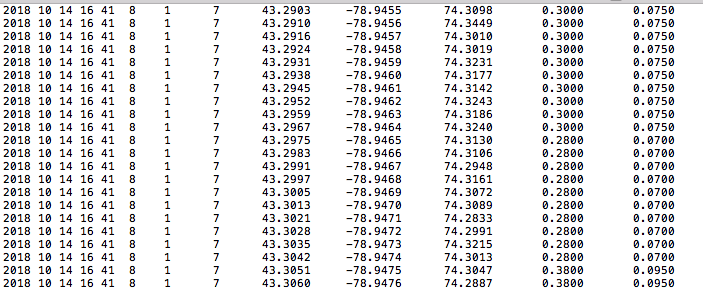 2018 10 14 16 41 8 1 7 43.2903 -78.9455 74.3098 0.3000 0.0750
2018 10 14 16 41 8 1 7 43.2910 -78.9456 74.3449 0.3000 0.0750
2018 10 14 16 41 8 1 7 43.2916 -78.9457 74.3010 0.3000 0.0750
2018 10 14 16 41 8 1 7 43.2924 -78.9458 74.3019 0.3000 0.0750
2018 10 14 16 41 8 1 7 43.2931 -78.9459 74.3231 0.3000 0.0750
2018 10 14 16 41 8 1 7 43.2938 -78.9460 74.3177 0.3000 0.0750
2018 10 14 16 41 8 1 7 43.2945 -78.9461 74.3142 0.3000 0.0750
2018 10 14 16 41 8 1 7 43.2952 -78.9462 74.3243 0.3000 0.0750
2018 10 14 16 41 8 1 7 43.2959 -78.9463 74.3186 0.3000 0.0750
2018 10 14 16 41 8 1 7 43.2967 -78.9464 74.3240 0.3000 0.0750
2018 10 14 16 41 8 1 7 43.2975 -78.9465 74.3130 0.2800 0.0700
2018 10 14 16 41 8 1 7 43.2983 -78.9466 74.3106 0.2800 0.0700
2018 10 14 16 41 8 1 7 43.2991 -78.9467 74.2948 0.2800 0.0700
2018 10 14 16 41 8 1 7 43.2997 -78.9468 74.3161 0.2800 0.0700
2018 10 14 16 41 8 1 7 43.3005 -78.9469 74.3072 0.2800 0.0700
2018 10 14 16 41 8 1 7 43.3013 -78.9470 74.3089 0.2800 0.0700
2018 10 14 16 41 8 1 7 43.3021 -78.9471 74.2833 0.2800 0.0700
2018 10 14 16 41 8 1 7 43.3028 -78.9472 74.2991 0.2800 0.0700
2018 10 14 16 41 8 1 7 43.3035 -78.9473 74.3215 0.2800 0.0700
2018 10 14 16 41 8 1 7 43.3042 -78.9474 74.3013 0.2800 0.0700
2018 10 14 16 41 8 1 7 43.3051 -78.9475 74.3047 0.3800 0.0950
2018 10 14 16 41 8 1 7 43.3060 -78.9476 74.2887 0.3800 0.0950